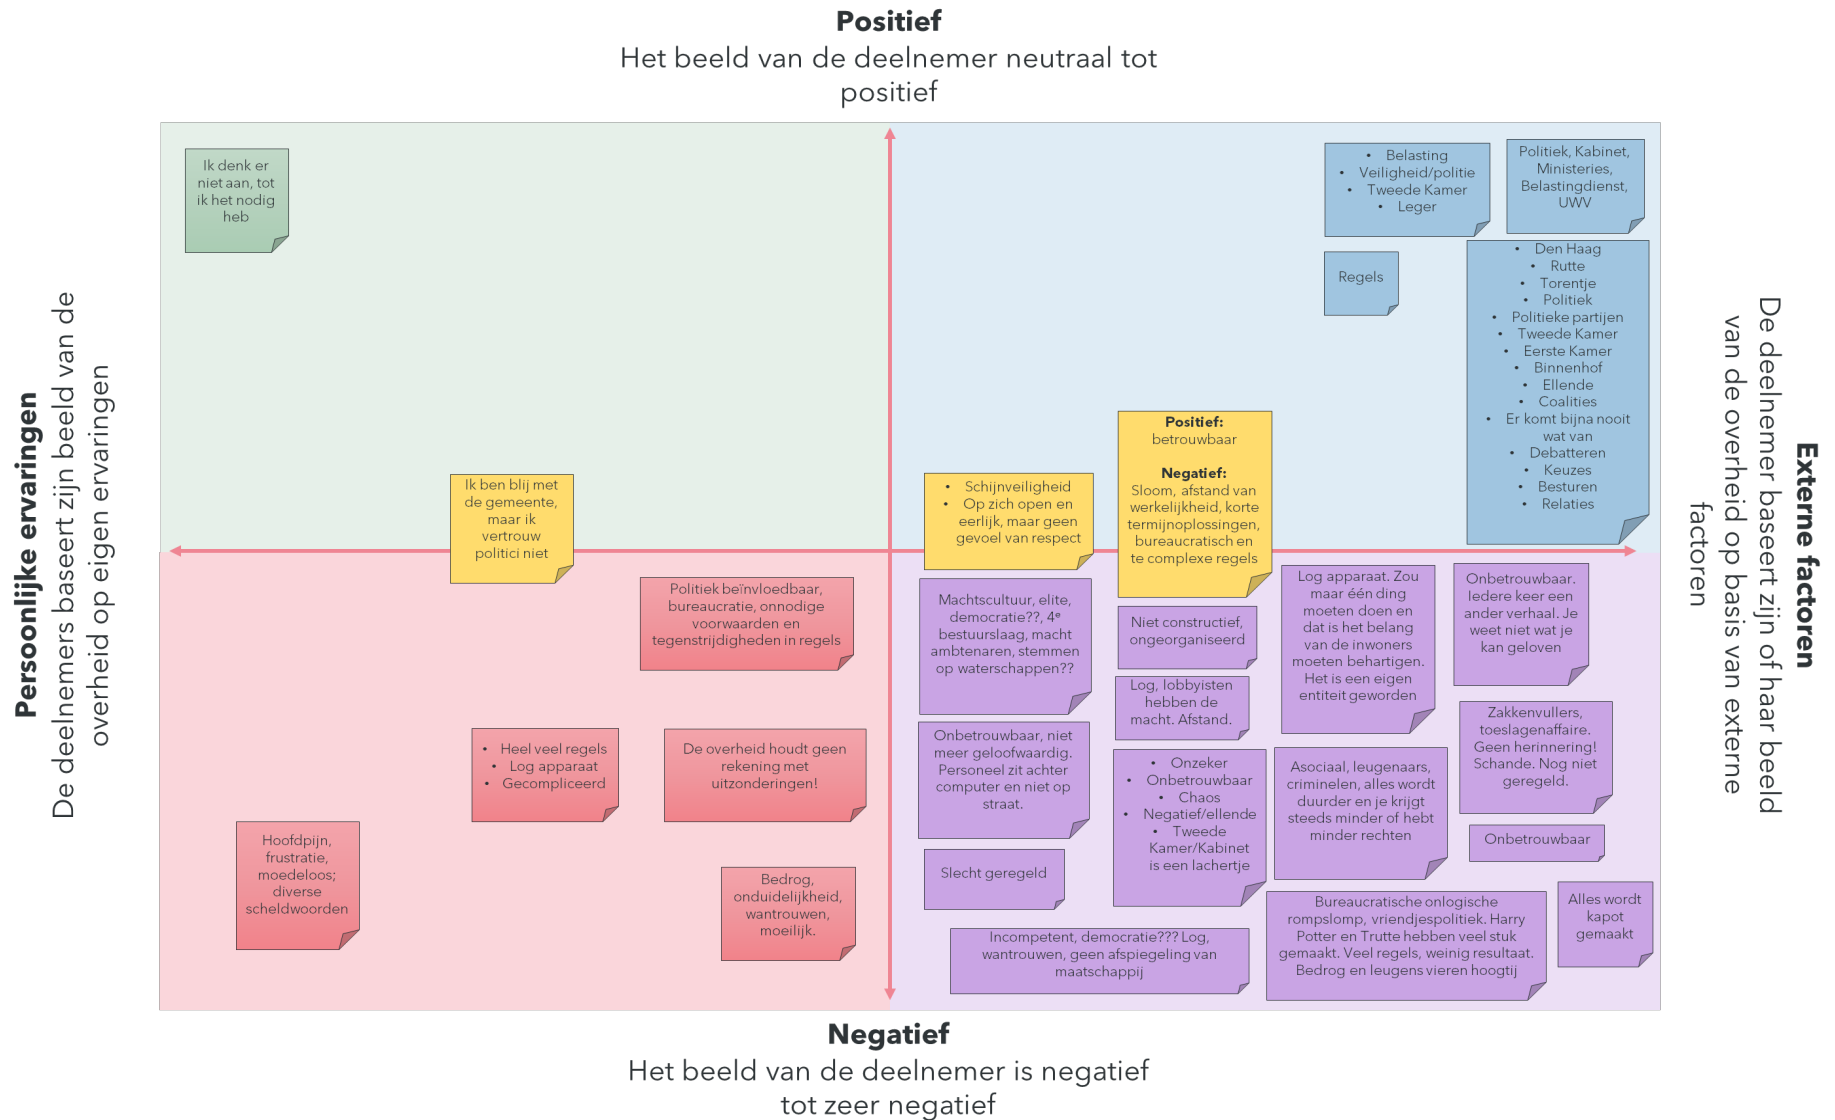 Positief
Het beeld van de deelnemer neutraal tot
positief
Persoonlijke ervaringen
De deelnemers baseert zijn beeld van de
overheid op eigen ervaringen
Ik denk er
niet aan, tot
ik het nodig
heb
• Belasting
• Veiligheid/politie
• Tweede Kamer
• Leger
Politiek, Kabinet,
Ministeries,
Belastingdienst,
UWV
Regels
• Den Haag
• Rutte
• Torentje
• Politiek
• Politieke partijen
• Tweede Kamer
• Eerste Kamer
• Binnenhof
• Ellende
• Coalities
• Er komt bijna nooit
wat van
• Debatteren
• Keuzes
• Besturen
• Relaties
Ik ben blij met
de gemeente,
maar ik
vertrouw
politici niet
• Schijnveiligheid
• Op zich open en
eerlijk, maar geen
gevoel van respect
Positief:
betrouwbaar
Negatief:
Sloom, afstand van
werkelijkheid, korte
termijnoplossingen,
bureaucratisch en
te complexe regels
Externe factoren
De deelnemer baseert zijn of haar beeld
van de overheid op basis van externe
factoren
Politiek beïnvloedbaar,
bureaucratie, onnodige
voorwaarden en
tegenstrijdigheden in regels
• Heel veel regels
• Log apparaat
• Gecompliceerd
De overheid houdt geen
rekening met
uitzonderingen!
Hoofdpijn,
frustratie,
moedeloos;
diverse
scheldwoorden
Bedrog,
onduidelijkheid,
wantrouwen,
moeilijk.
Machtscultuur, elite,
democratie??, 4e
bestuurslaag, macht
ambtenaren, stemmen
op waterschappen??
Niet constructief,
ongeorganiseerd
Log, lobbyisten
hebben de
macht. Afstand.
Log apparaat. Zou
maar één ding
moeten doen en
dat is het belang
van de inwoners
moeten behartigen.
Het is een eigen
entiteit geworden
Onbetrouwbaar.
Iedere keer een
ander verhaal. Je
weet niet wat je
kan geloven
Onbetrouwbaar, niet
meer geloofwaardig.
Personeel zit achter
computer en niet op
straat.
• Onzeker
• Onbetrouwbaar
• Chaos
• Negatief/ellende
• Tweede
Kamer/Kabinet
is een lachertje
Asociaal, leugenaars,
criminelen, alles wordt
duurder en je krijgt
steeds minder of hebt
minder rechten
Zakkenvullers,
toeslagenaffaire.
Geen herinnering!
Schande. Nog niet
geregeld.
Onbetrouwbaar
Slecht geregeld
Incompetent, democratie??? Log,
wantrouwen, geen afspiegeling van
maatschappij
Bureaucratische onlogische
rompslomp, vriendjespolitiek. Harry
Potter en Trutte hebben veel stuk
gemaakt. Veel regels, weinig resultaat.
Bedrog en leugens vieren hoogtij
Alles wordt
kapot
gemaakt
Negatief
Het beeld van de deelnemer is negatief
tot zeer negatief